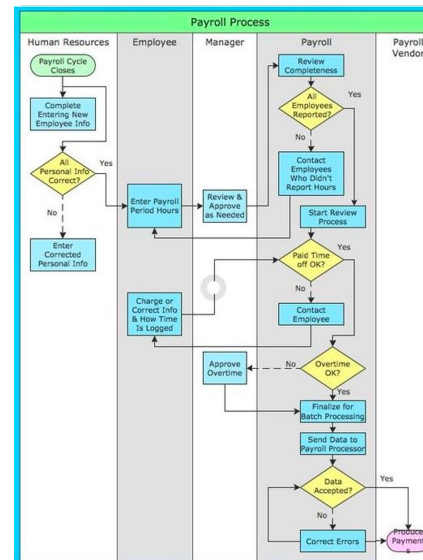 Payroll Process
Human Resources
Employee
Manager
Payroll
Payroll
Vendor
Payroll Cycle
Closes
Complete
Entering New
Employee Info
All
Personal Info
Correct?
Yes
No
Enter
Corrected
Personal Info
Enter Payroll
Period Hours
Review &
Approve
as Needed
Review
Completeness
All
Employees
Reported?
Yes
No
Contact
Employees
Who Didn't
Report Hours
Start Review
Process
Paid Time
off OK?
Yes
No
Charge or
Correct Info
& How Time
Is Logged
Contact
Employee
Approve
Overtime
No
Overtime
OK?
Yes
Finalize for
Batch Processing
Send Data to
Payroll Processor
Data
Accepted?
Yes
No
Correct Errors
Produce
Payment
s